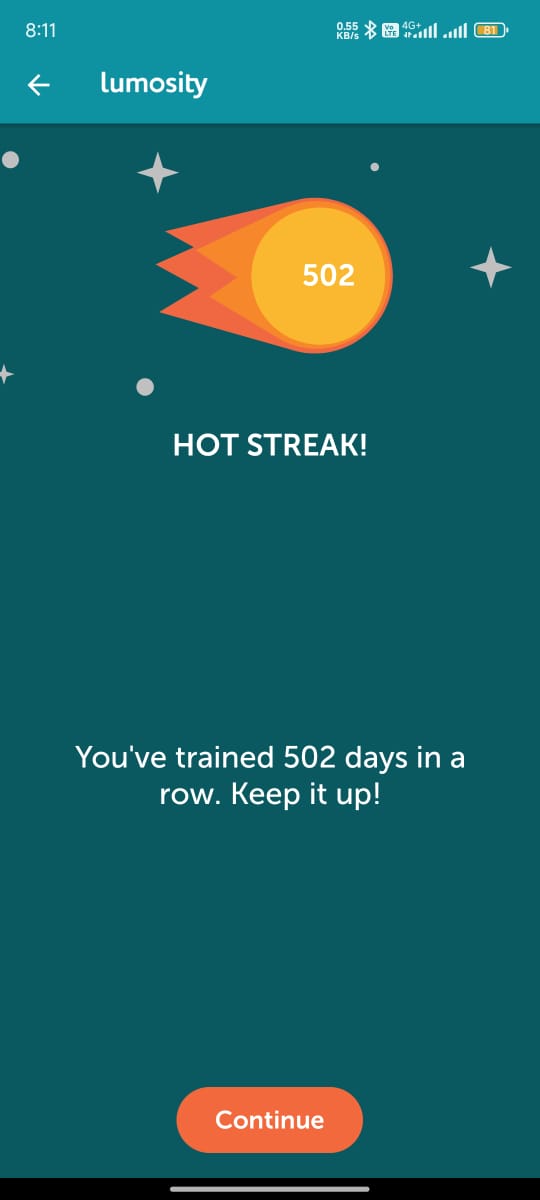 8:11
0.55 KB/s Vo LTE 4G+ 81
lumosity
502
HOT STREAK!
You've trained 502 days in a
row. Keep it up!
Continue